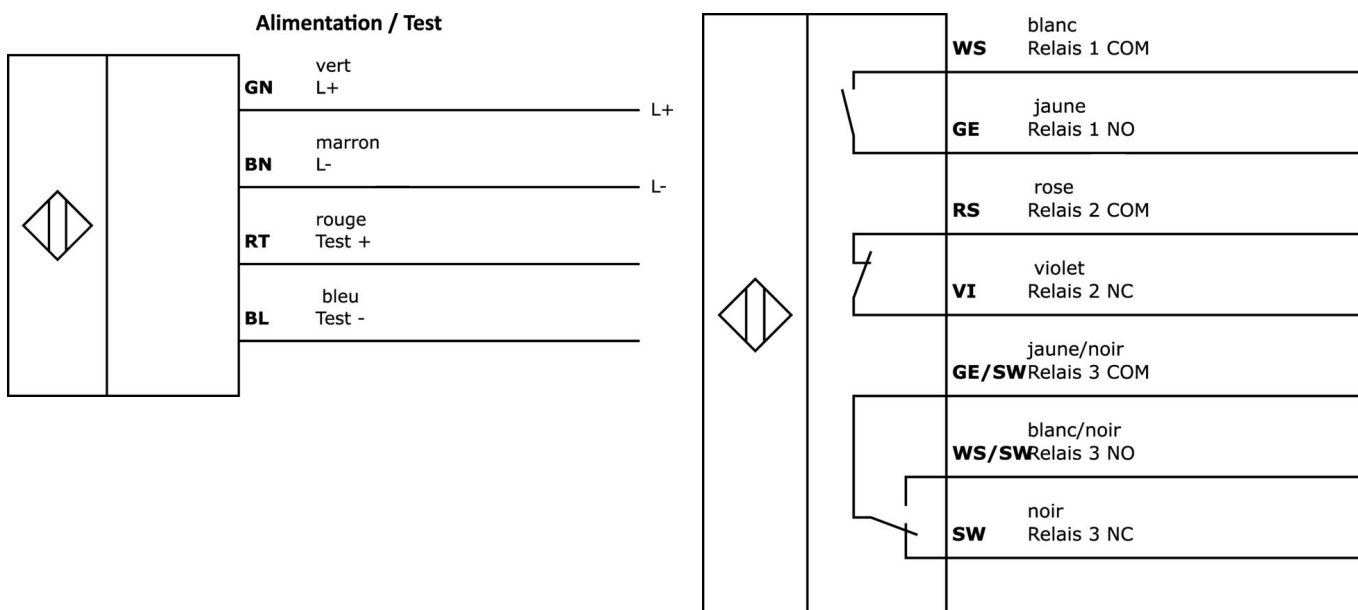 Alimentation / Test
vert
GN L+
L+
marron
BN L-
L-
rouge
RT Test +
bleu
BL Test -
blanc
WS Relais 1 COM
jaune
GE Relais 1 NO
rose
RS Relais 2 COM
violet
VI Relais 2 NC
jaune/noir
GE/SW Relais 3 COM
blanc/noir
WS/SW Relais 3 NO
noir
SW Relais 3 NC